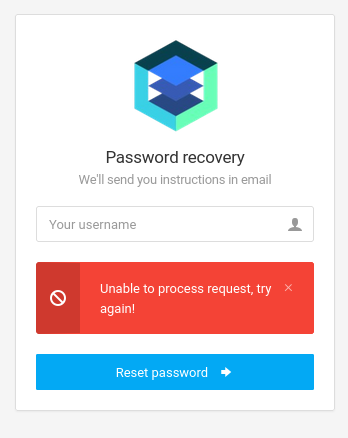 Password recovery
We'll send you instructions in email
Your username
Unable to process request, try
again!
Reset password